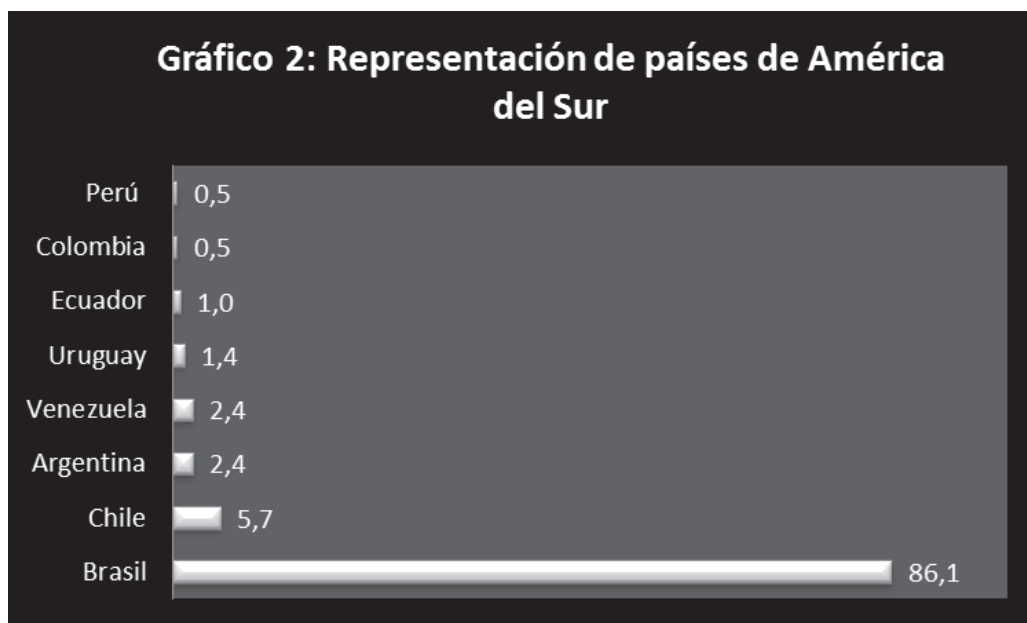 Gráfico 2: Representación de países de América
del Sur
Perú 0,5
Colombia 0,5
Ecuador 1,0
Uruguay 1,4
Venezuela 2,4
Argentina 2,4
Chile 5,7
Brasil 86,1